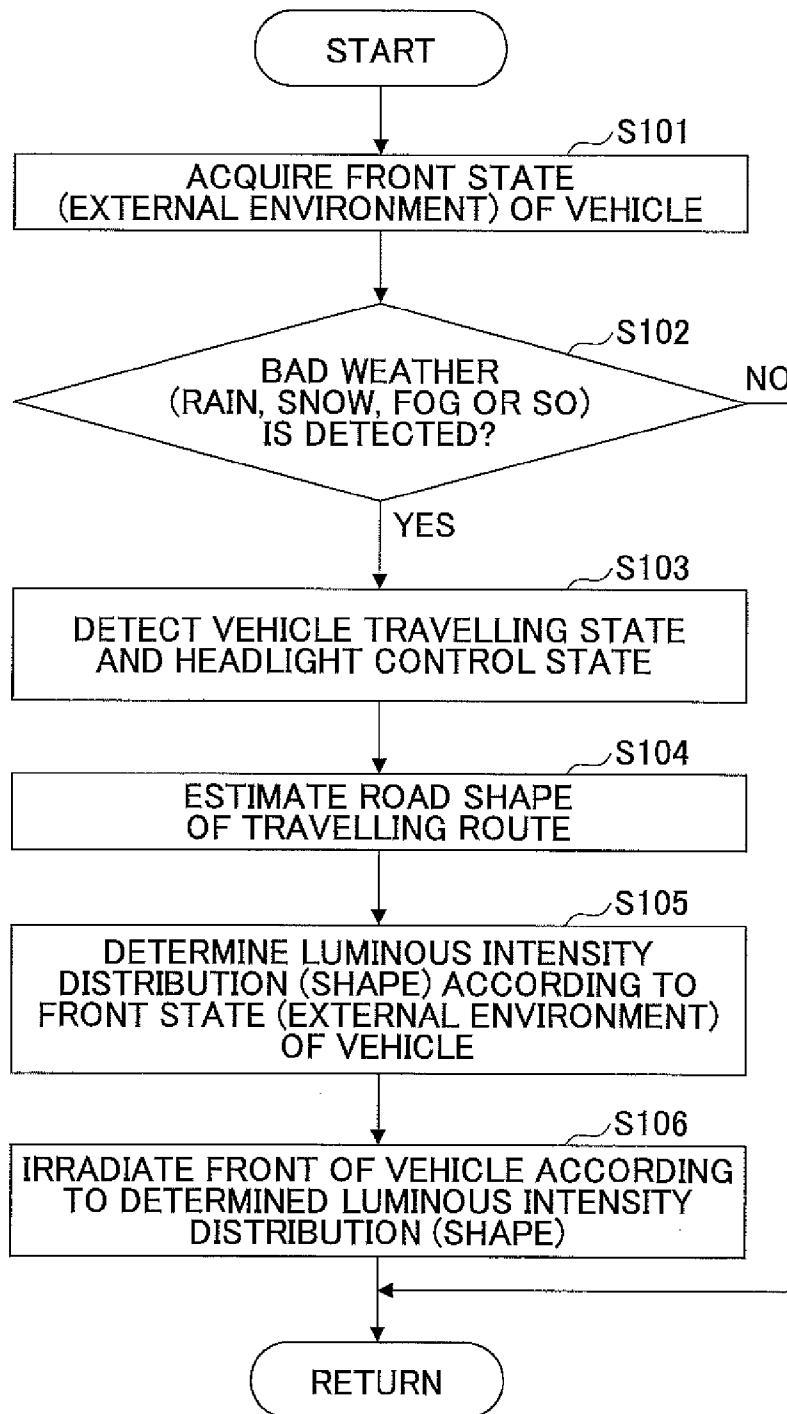 START
S101
ACQUIRE FRONT STATE
(EXTERNAL ENVIRONMENT) OF VEHICLE
S102
BAD WEATHER
(RAIN, SNOW, FOG OR SO)
IS DETECTED?
NO
YES
S103
DETECT VEHICLE TRAVELLING STATE
AND HEADLIGHT CONTROL STATE
S104
ESTIMATE ROAD SHAPE
OF TRAVELLING ROUTE
S105
DETERMINE LUMINOUS INTENSITY
DISTRIBUTION (SHAPE) ACCORDING TO
FRONT STATE (EXTERNAL ENVIRONMENT)
OF VEHICLE
S106
IRRADIATE FRONT OF VEHICLE ACCORDING
TO DETERMINED LUMINOUS INTENSITY
DISTRIBUTION (SHAPE)
RETURN